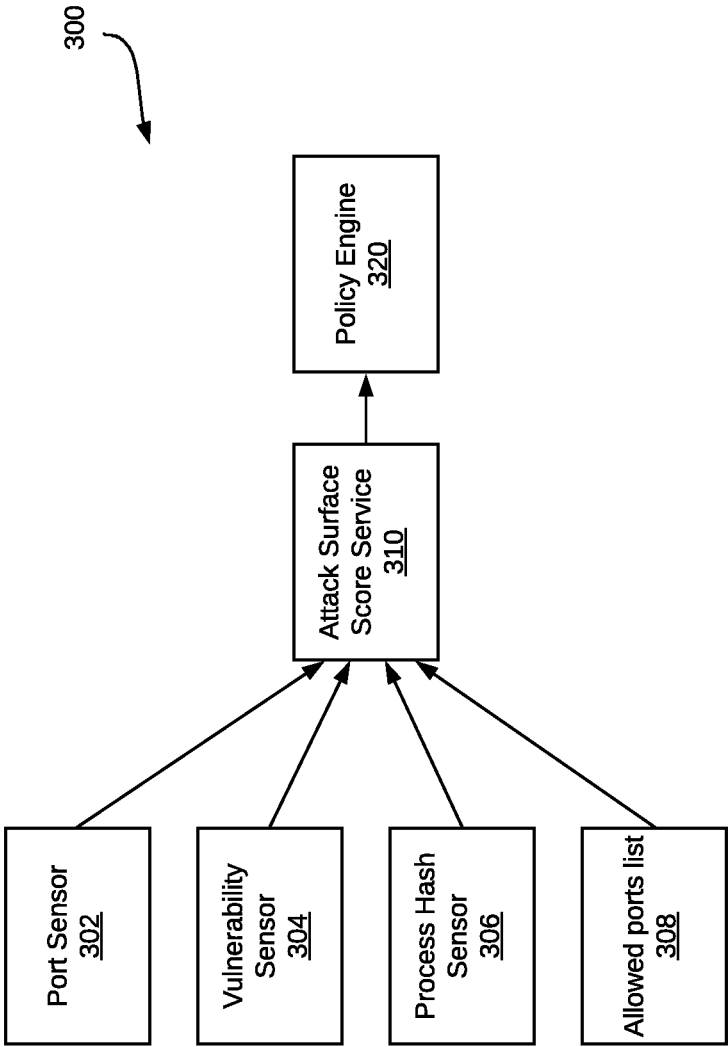 300
Port Sensor
302
Vulnerability
Sensor
304
Process Hash
Sensor
306
Allowed ports list
308
Attack Surface
Score Service
310
Policy Engine
320